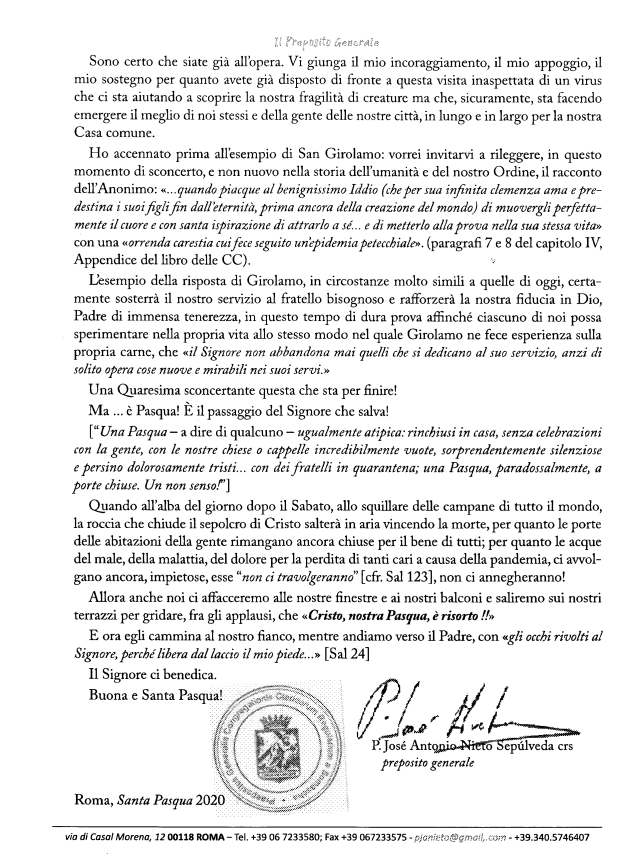 Il Preposito Generale
Sono certo che siate già all'opera. Vi giunga il mio incoraggiamento, il mio appoggio, il
mio sostegno per quanto avete già disposto di fronte a questa visita inaspettata di un virus
che ci sta aiutando a scoprire la nostra fragilità di creature ma che, sicuramente, sta facendo
emergere il meglio di noi stessi e della gente delle nostre città, in lungo e in largo per la nostra
Casa comune.
Ho accennato prima all'esempio di San Girolamo: vorrei invitarvi a rileggere, in questo
momento di sconcerto, e non nuovo nella storia dell'umanità e del nostro Ordine, il racconto
dell'Anonimo: «...quando piacque al benignissimo Iddio (che per sua infinita clemenza ama e pre-
destina i suoi figli fin dall'eternità, prima ancora della creazione del mondo) di muovergli perfetta-
mente il cuore e con santa ispirazione di attrarlo a sé... e di metterlo alla prova nella sua stessa vita»
con una «orrenda carestia cui fece seguito un'epidemia petecchiale». (paragrafi 7 e 8 del capitolo IV,
Appendice del libro delle CC).
L'esempio della risposta di Girolamo, in circostanze molto simili a quelle di oggi, certa-
mente sosterrà il nostro servizio al fratello bisognoso e rafforzerà la nostra fiducia in Dio,
Padre di immensa tenerezza, in questo tempo di dura prova affinché ciascuno di noi possa
sperimentare nella propria vita allo stesso modo nel quale Girolamo ne fece esperienza sulla
propria carne, che «il Signore non abbandona mai quelli che si dedicano al suo servizio, anzi di
solito opera cose nuove e mirabili nei suoi servi.»
Una Quaresima sconcertante questa che sta per finire!
Ma ... è Pasqua! È il passaggio del Signore che salva!
["Una Pasqua – a dire di qualcuno – ugualmente atipica: rinchiusi in casa, senza celebrazioni
con la gente, con le nostre chiese o cappelle incredibilmente vuote, sorprendentemente silenziose
e persino dolorosamente tristi... con dei fratelli in quarantena; una Pasqua, paradossalmente, a
porte chiuse. Un non senso!"]
Quando all'alba del giorno dopo il Sabato, allo squillare delle campane di tutto il mondo,
la roccia che chiude il sepolcro di Cristo salterà in aria vincendo la morte, per quanto le porte
delle abitazioni della gente rimangano ancora chiuse per il bene di tutti; per quanto le acque
del male, della malattia, del dolore per la perdita di tanti cari a causa della pandemia, ci avvol-
gano ancora, impietose, esse "non ci travolgeranno" [cfr. Sal 123], non ci annegheranno!
Allora anche noi ci affacceremo alle nostre finestre e ai nostri balconi e saliremo sui nostri
terrazzi per gridare, fra gli applausi, che «Cristo, nostra Pasqua, è risorto !!»
E ora egli cammina al nostro fianco, mentre andiamo verso il Padre, con «gli occhi rivolti al
Signore, perché libera dal laccio il mio piede...» [Sal 24]
Il Signore ci benedica.
Buona e Santa Pasqua!
Praepositus Generalis Congregationis Clericorum Regularium a Somascha
P. José Antonio Nieto Sepúlveda crs
preposito generale
Roma, Santa Pasqua 2020
via di Casal Morena, 12 00118 ROMA – Tel. +39 06 7233580; Fax +39 067233575 - pjanieto@gmail.com - +39.340.5746407